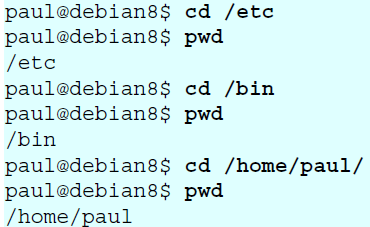 paul@debian8$ cd /etc
paul@debian8$ pwd
/etc
paul@debian8$ cd /bin
paul@debian8$ pwd
/bin
paul@debian8$ cd /home/paul/
paul@debian8$ pwd
/home/paul